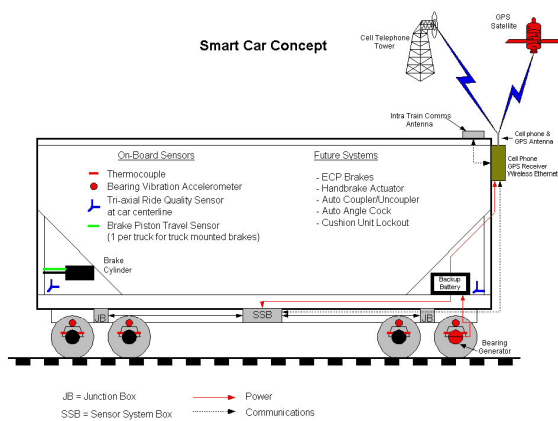 Smart Car Concept
Cell Telephone
Tower
GPS
Satellite
Intra Train Comms
Antenna
Cell phone &
GPS Antenna
Cell Phone
GPS Receiver
Wireless Ethernet
On-Board Sensors
Thermocouple
Bearing Vibration Accelerometer
Tri-axial Ride Quality Sensor
at car centerline
Brake Piston Travel Sensor
(1 per truck for truck mounted brakes)
Future Systems
- ECP Brakes
- Handbrake Actuator
- Auto Coupler/Uncoupler
- Auto Angle Cock
- Cushion Unit Lockout
Brake
Cylinder
Backup
Battery
JB
SSB
JB
Bearing
Generator
JB = Junction Box
Power
SSB = Sensor System Box
Communications